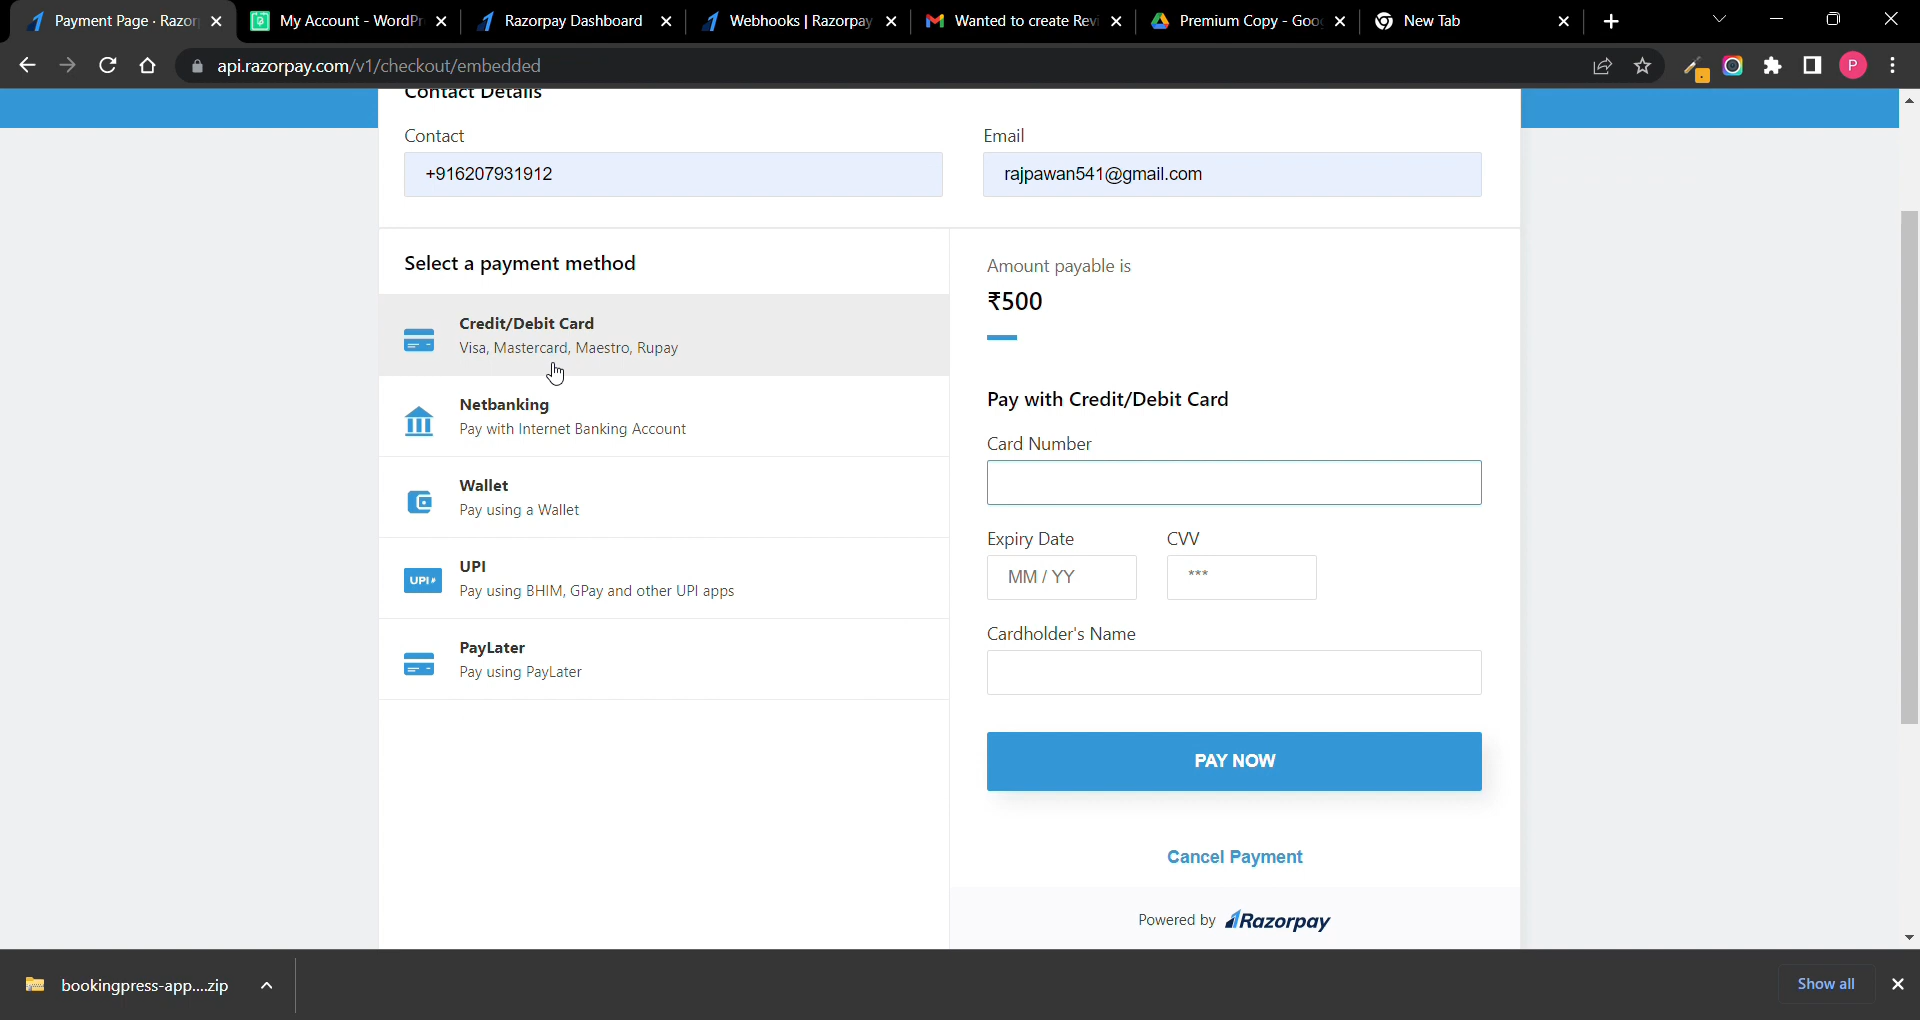 Payment Page · Razor
My Account - WordPr
Razorpay Dashboard
Webhooks | Razorpay
Wanted to create Revi
Premium Copy - Goo
New Tab
api.razorpay.com/v1/checkout/embedded
P
Contact Details
Contact
Email
+916207931912
rajpawan541@gmail.com
Select a payment method
Credit/Debit Card
Visa, Mastercard, Maestro, Rupay
Netbanking
Pay with Internet Banking Account
Wallet
Pay using a Wallet
UPI
UPI
Pay using BHIM, GPay and other UPI apps
PayLater
Pay using PayLater
Amount payable is
₹500
Pay with Credit/Debit Card
Card Number
Expiry Date
CVV
MM / YY
***
Cardholder's Name
PAY NOW
Cancel Payment
Powered by Razorpay
bookingpress-app....zip
Show all